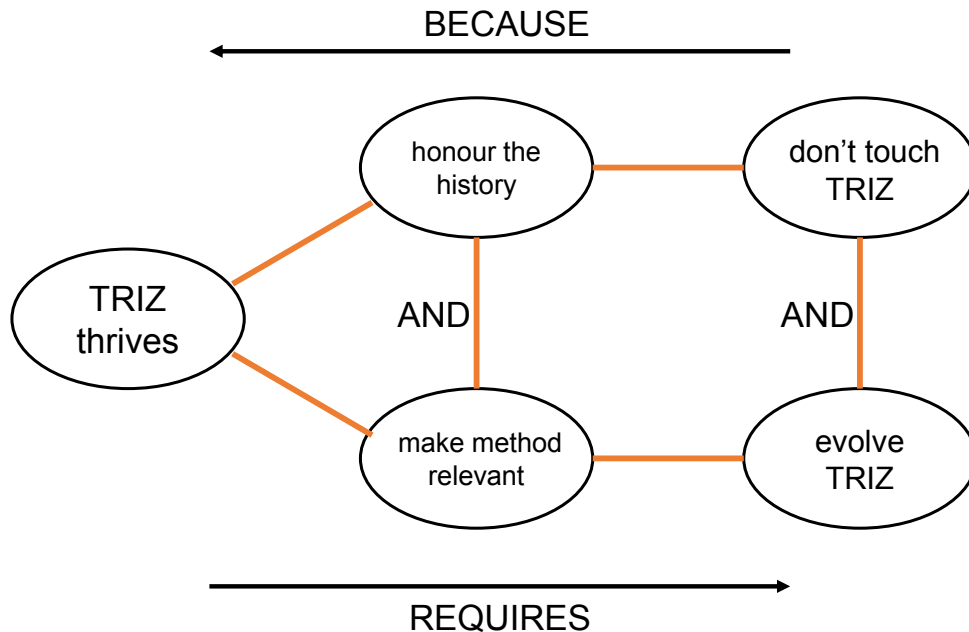 BECAUSE
honour the
history
don’t touch
TRIZ
TRIZ
thrives
AND
AND
make method
relevant
evolve
TRIZ
REQUIRES